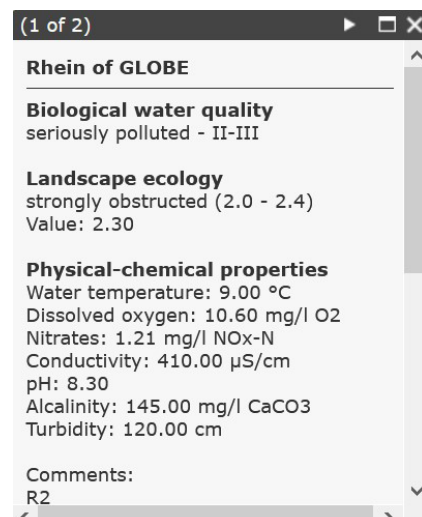 (1 of 2)
Rhein of GLOBE
Biological water quality
seriously polluted - II-III
Landscape ecology
strongly obstructed (2.0 - 2.4)
Value: 2.30
Physical-chemical properties
Water temperature: 9.00 °C
Dissolved oxygen: 10.60 mg/l O2
Nitrates: 1.21 mg/l NOx-N
Conductivity: 410.00 µS/cm
pH: 8.30
Alcalinity: 145.00 mg/l CaCO3
Turbidity: 120.00 cm
Comments:
R2